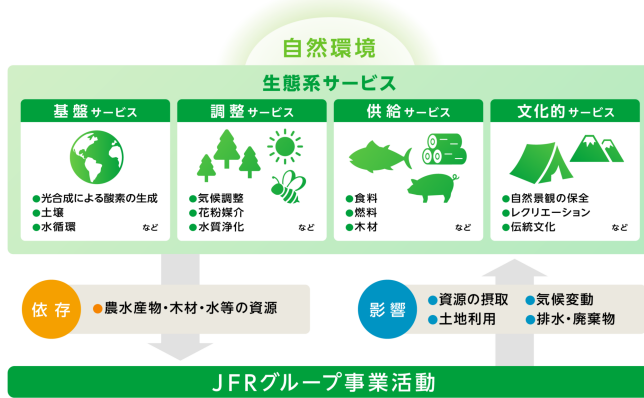 自然環境
生態系サービス
基盤サービス
●光合成による酸素の生成
●土壌
●水循環 など
調整サービス
●気候調整
●花粉媒介
●水質浄化 など
供給サービス
●食料
●燃料
●木材 など
文化的サービス
●自然景観の保全
●レクリエーション
●伝統文化 など
依存
●農水産物・木材・水等の資源
影響
●資源の摂取 ●気候変動
●土地利用 ●排水・廃棄物
JFRグループ事業活動